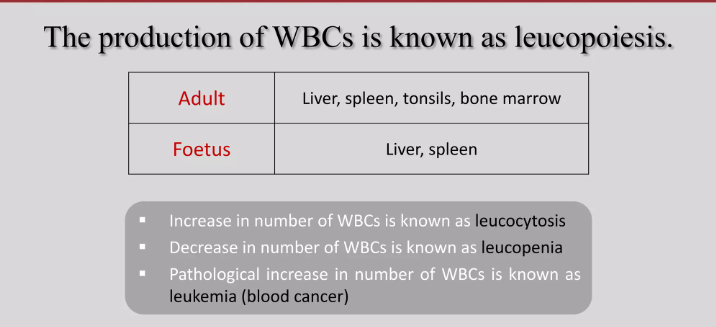 The production of WBCs is known as leucopoiesis.
Adult
Liver, spleen, tonsils, bone marrow
Foetus
Liver, spleen
▪ Increase in number of WBCs is known as leucocytosis
▪ Decrease in number of WBCs is known as leucopenia
▪ Pathological increase in number of WBCs is known as
leukemia (blood cancer)